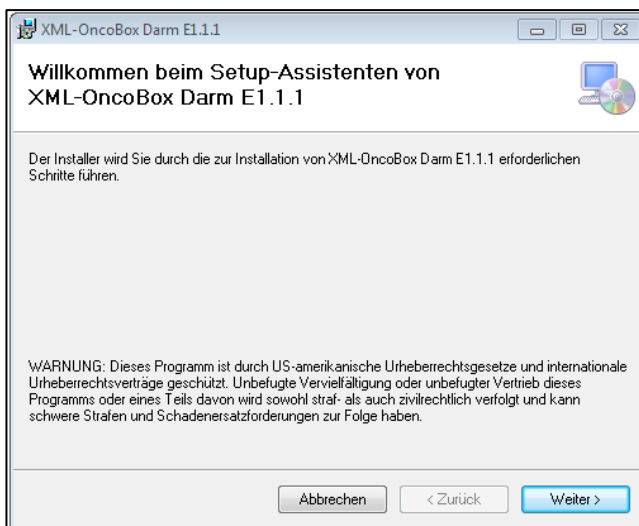 XML-OncoBox Darm E1.1.1
Willkommen beim Setup-Assistenten von
XML-OncoBox Darm E1.1.1
Der Installer wird Sie durch die zur Installation von XML-OncoBox Darm E1.1.1 erforderlichen
Schritte führen.
WARNUNG: Dieses Programm ist durch US-amerikanische Urheberrechtsgesetze und internationale
Urheberrechtsverträge geschützt. Unbefugte Vervielfältigung oder unbefugter Vertrieb dieses
Programms oder eines Teils davon wird sowohl straf- als auch zivilrechtlich verfolgt und kann
schwere Strafen und Schadenersatzforderungen zur Folge haben.
Abbrechen < Zurück Weiter >